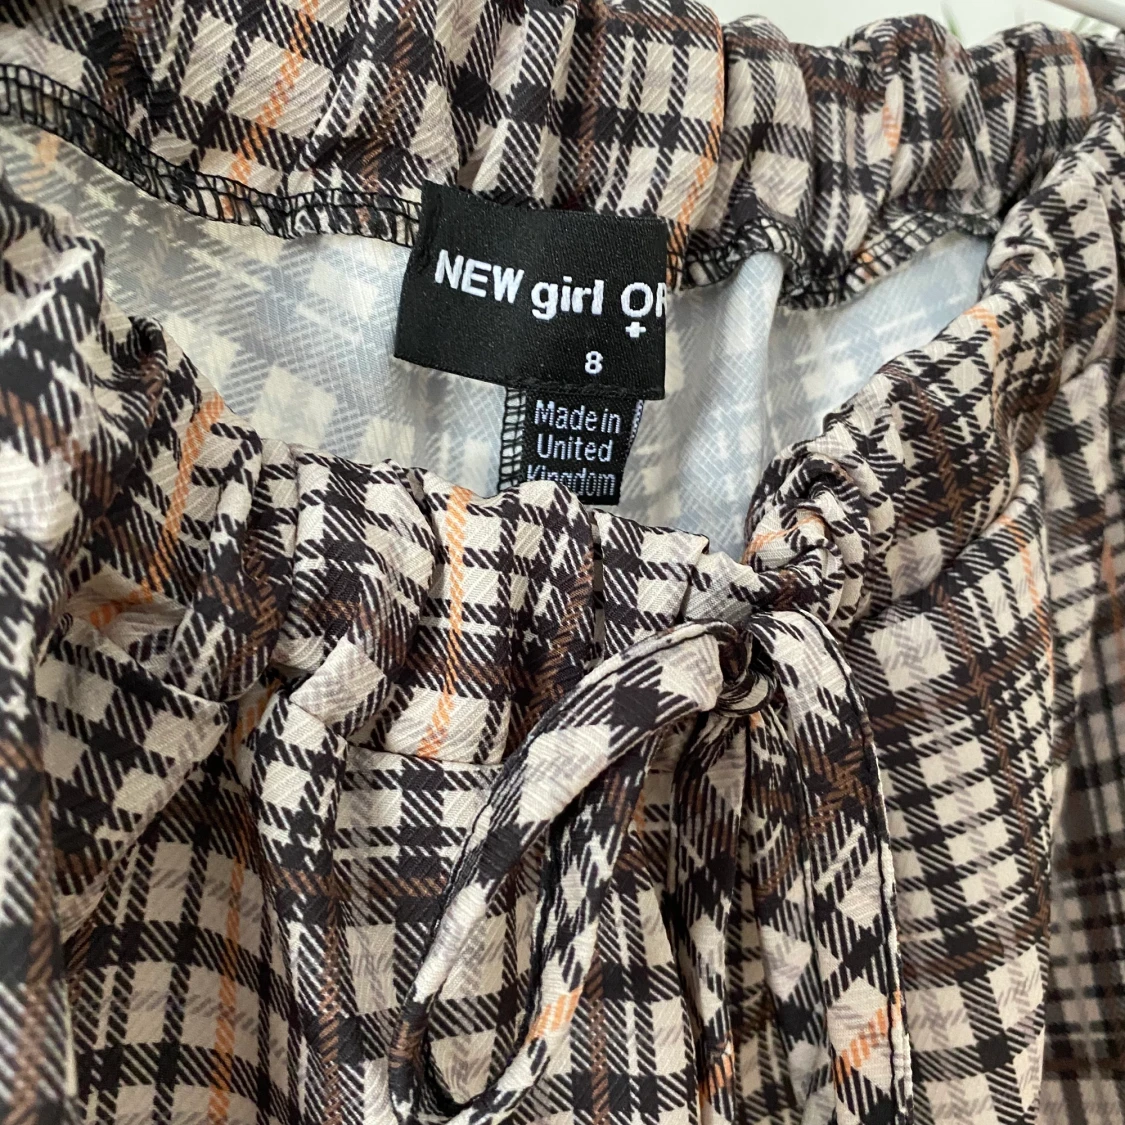 NEW girl OR
8
Made in
United
Kingdom